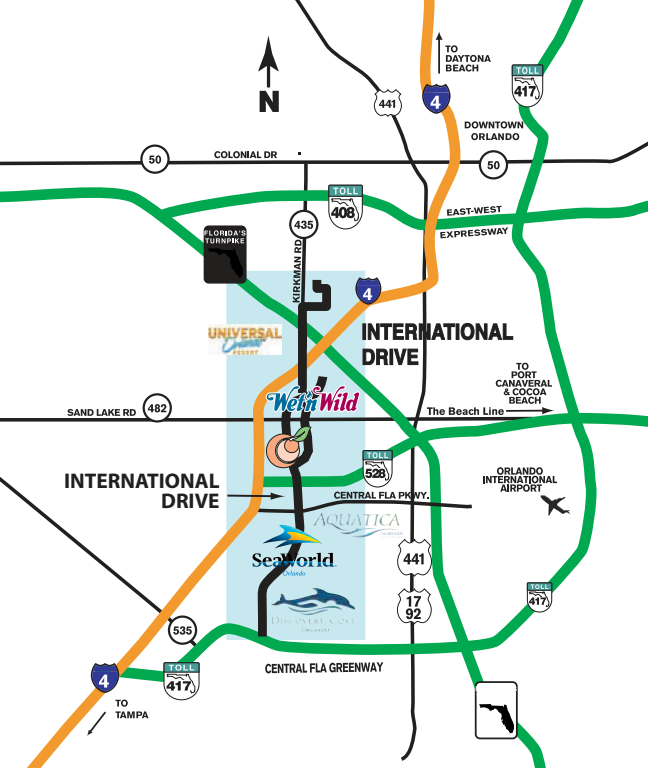 TO
DAYTONA
BEACH
TOLL
417
4
441
DOWNTOWN
ORLANDO
50
COLONIAL DR
50
TOLL
408
EAST-WEST
EXPRESSWAY
435
FLORIDA'S
TURNPIKE
KIRKMAN RD
N
4
UNIVERSAL
Orlando
RESORT
INTERNATIONAL
DRIVE
TO
PORT
CANAVERAL
& COCOA
BEACH
Wet'n Wild
SAND LAKE RD
482
The Beach Line
TOLL
528
ORLANDO
INTERNATIONAL
AIRPORT
INTERNATIONAL
DRIVE
CENTRAL FLA PKWY.
AQUATICA
SeaWorld
Orlando
441
17
92
TOLL
417
DISCOVERY COVE
ORLANDO
535
CENTRAL FLA GREENWAY
4
TOLL
417
TO
TAMPA